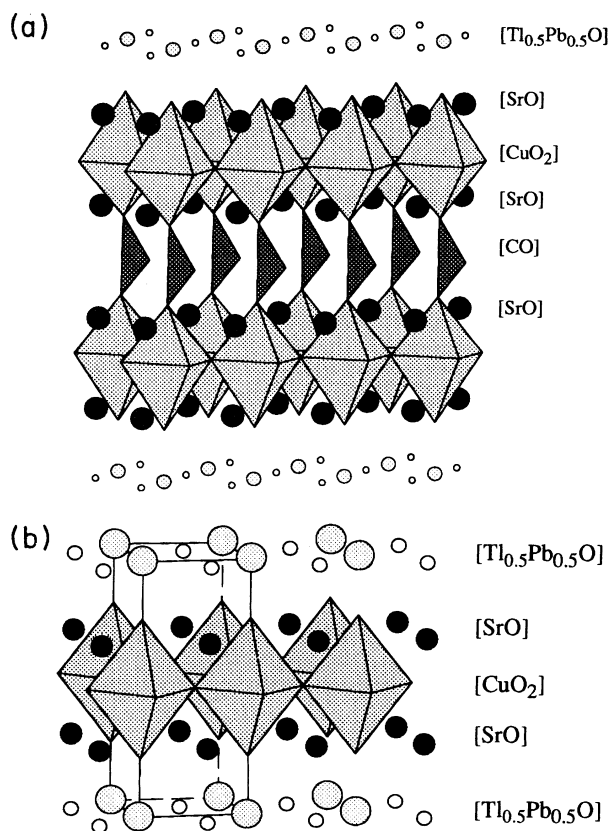 (a)
[Tl₀.₅Pb₀.₅O]
[SrO]
[CuO₂]
[SrO]
[CO]
[SrO]
(b)
[Tl₀.₅Pb₀.₅O]
[SrO]
[CuO₂]
[SrO]
[Tl₀.₅Pb₀.₅O]